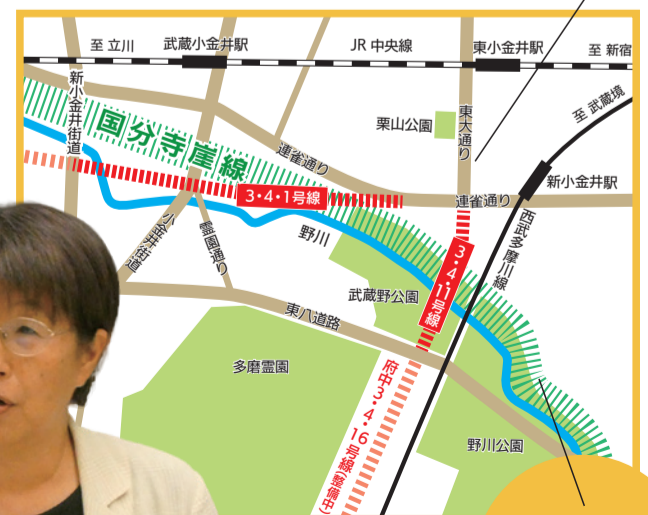 至 立川
武蔵小金井駅
JR 中央線
東小金井駅
至 新宿
新小金井街道
国分寺崖線
栗山公園
東大通り
至 武蔵境
連雀通り
新小金井駅
3・4・1号線
連雀通り
小金井街道
霊園通り
野川
3・4・11号線
西武多摩川線
武蔵野公園
東八道路
多磨霊園
府中3・4・16号線(整備中)
野川公園